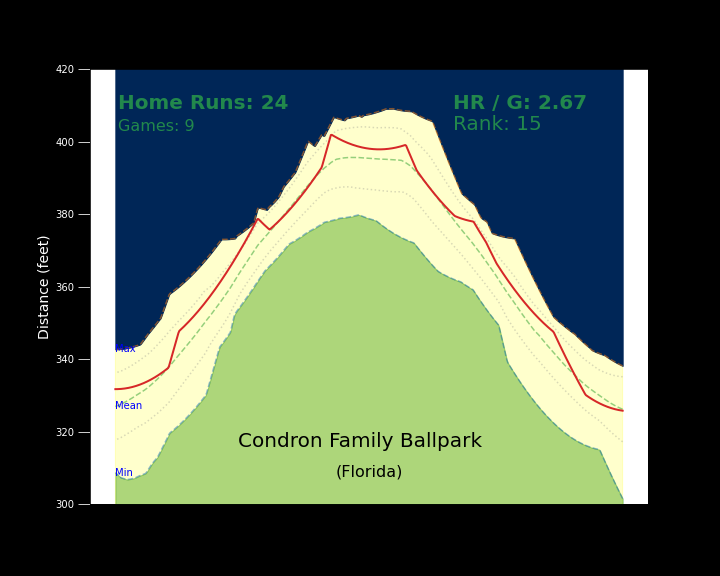 420
400
380
360
340
320
300
Distance (feet)
Home Runs: 24
Games: 9
HR / G: 2.67
Rank: 15
Max
Mean
Min
Condron Family Ballpark
(Florida)